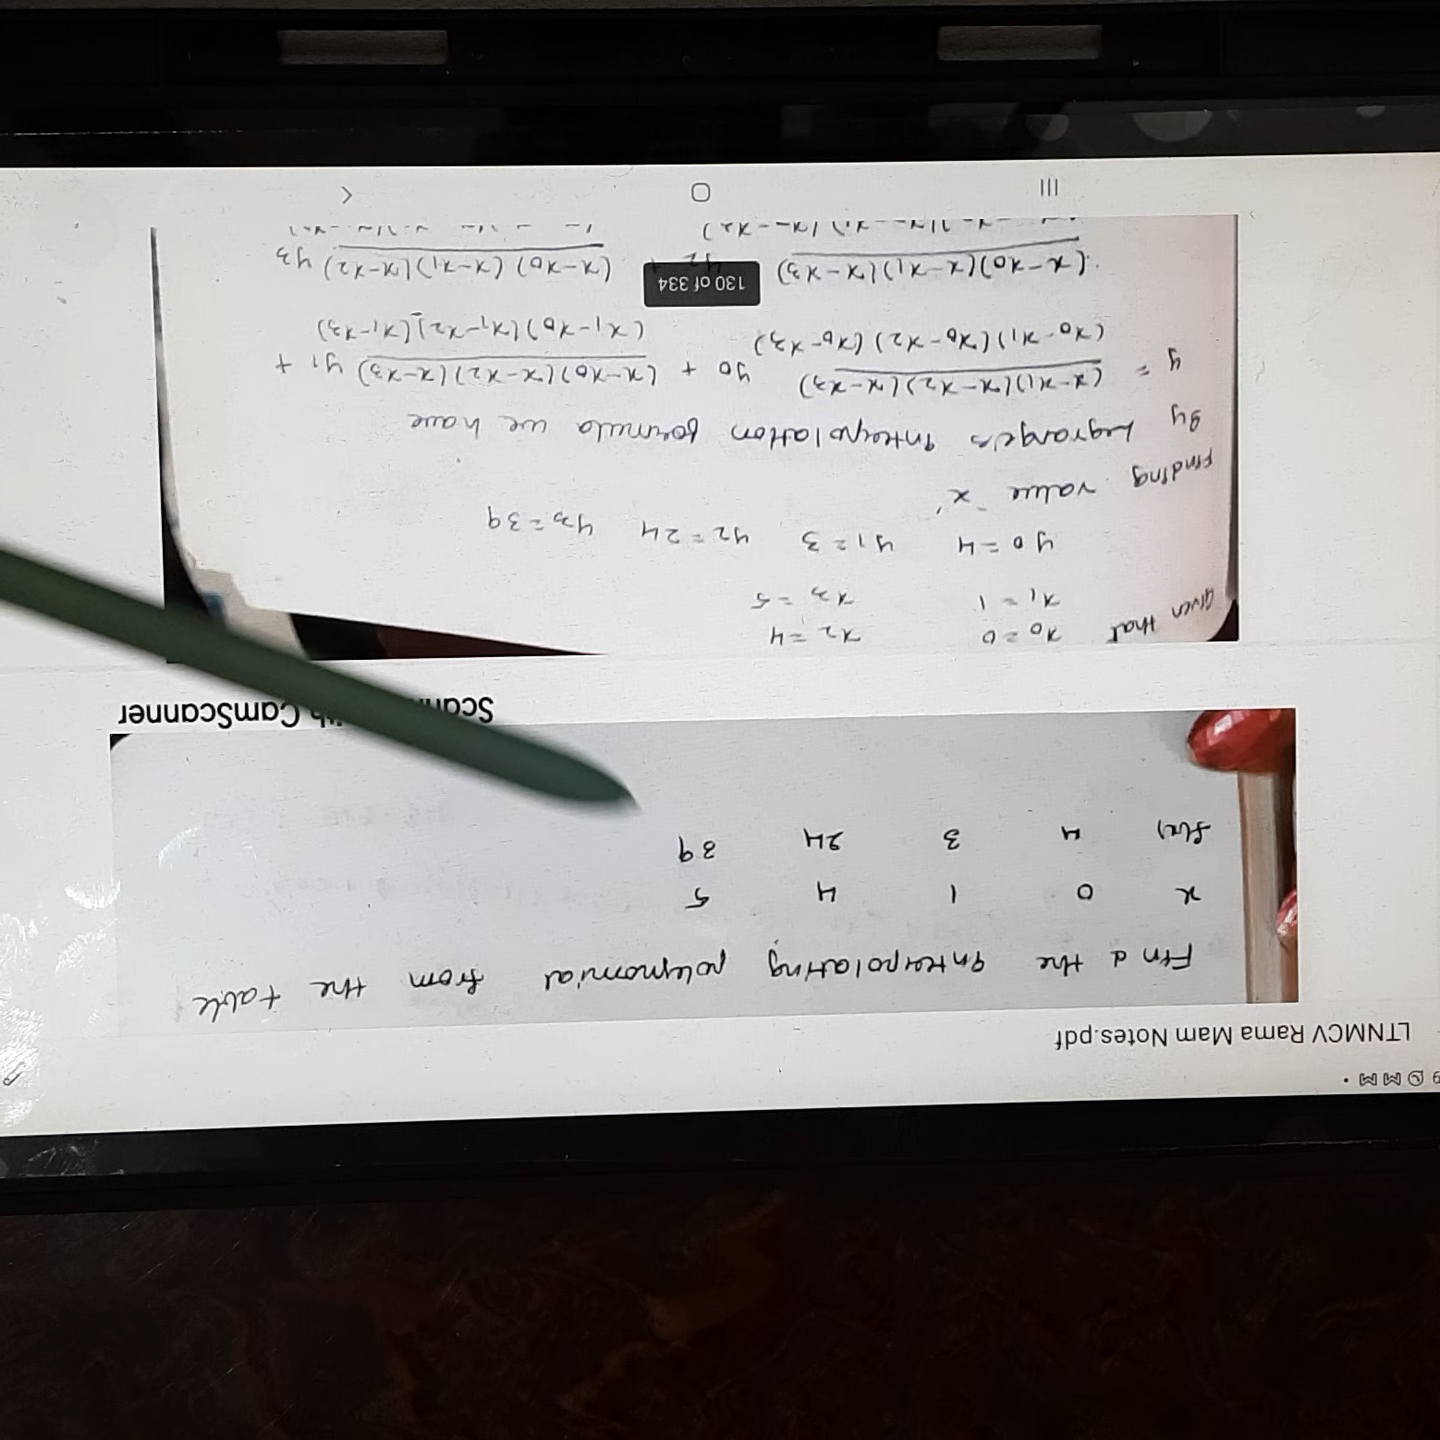 LTNMCV Rama Mam Notes.pdf
Find the Interpolating polynomial from the table
x 0 1 4 5
f(x) 4 3 24 39
CamScanner
Given that x0 = 0 x2 = 4
x1 = 1 x3 = 5
y0 = 4 y1 = 3 y2 = 24 y3 = 39
Finding value "x"
By Legrange's Interpolation formula we have
y = (x-x1)(x-x2)(x-x3) y0 + (x-x0)(x-x2)(x-x3) y1 +
(x0-x1)(x0-x2)(x0-x3) (x1-x0)(x1-x2)(x1-x3)
(x-x0)(x-x1)(x-x3) y2 + (x-x0)(x-x1)(x-x2) y3
130 of 334